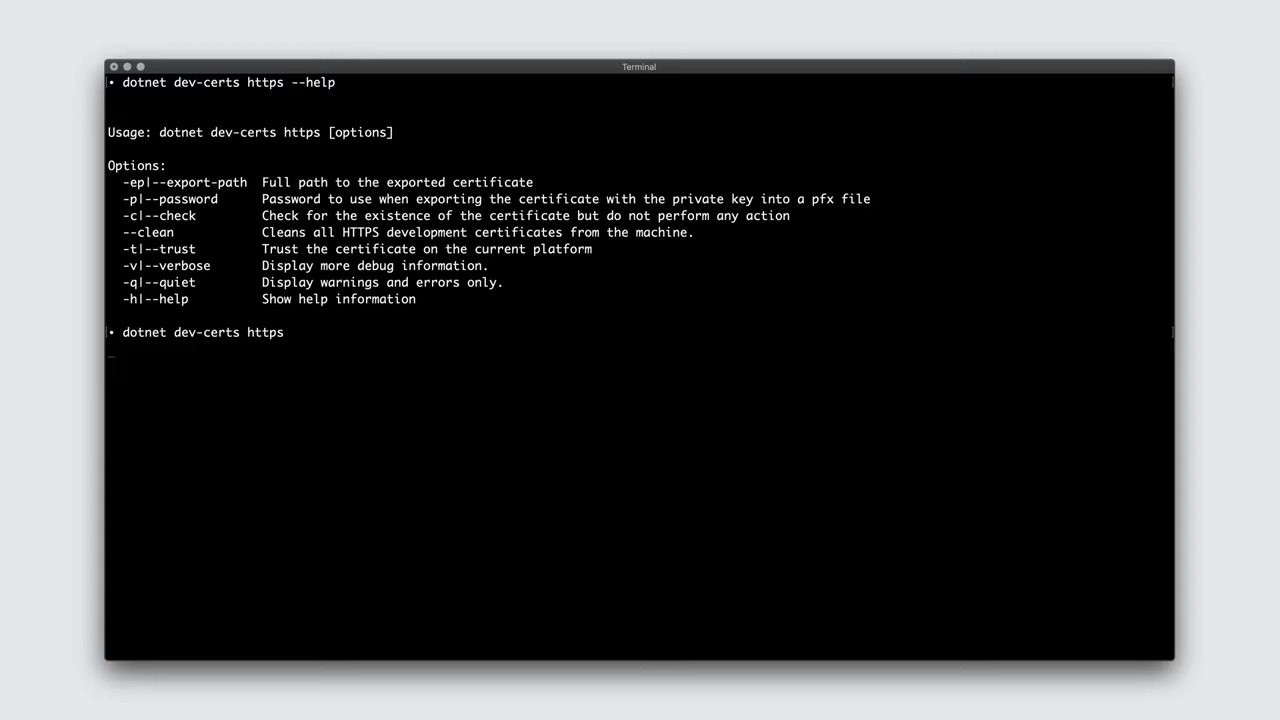 Terminal
• dotnet dev-certs https --help
Usage: dotnet dev-certs https [options]
Options:
-ep|--export-path  Full path to the exported certificate
-p|--password      Password to use when exporting the certificate with the private key into a pfx file
-c|--check         Check for the existence of the certificate but do not perform any action
--clean            Cleans all HTTPS development certificates from the machine.
-t|--trust         Trust the certificate on the current platform
-v|--verbose       Display more debug information.
-q|--quiet         Display warnings and errors only.
-h|--help          Show help information
• dotnet dev-certs https